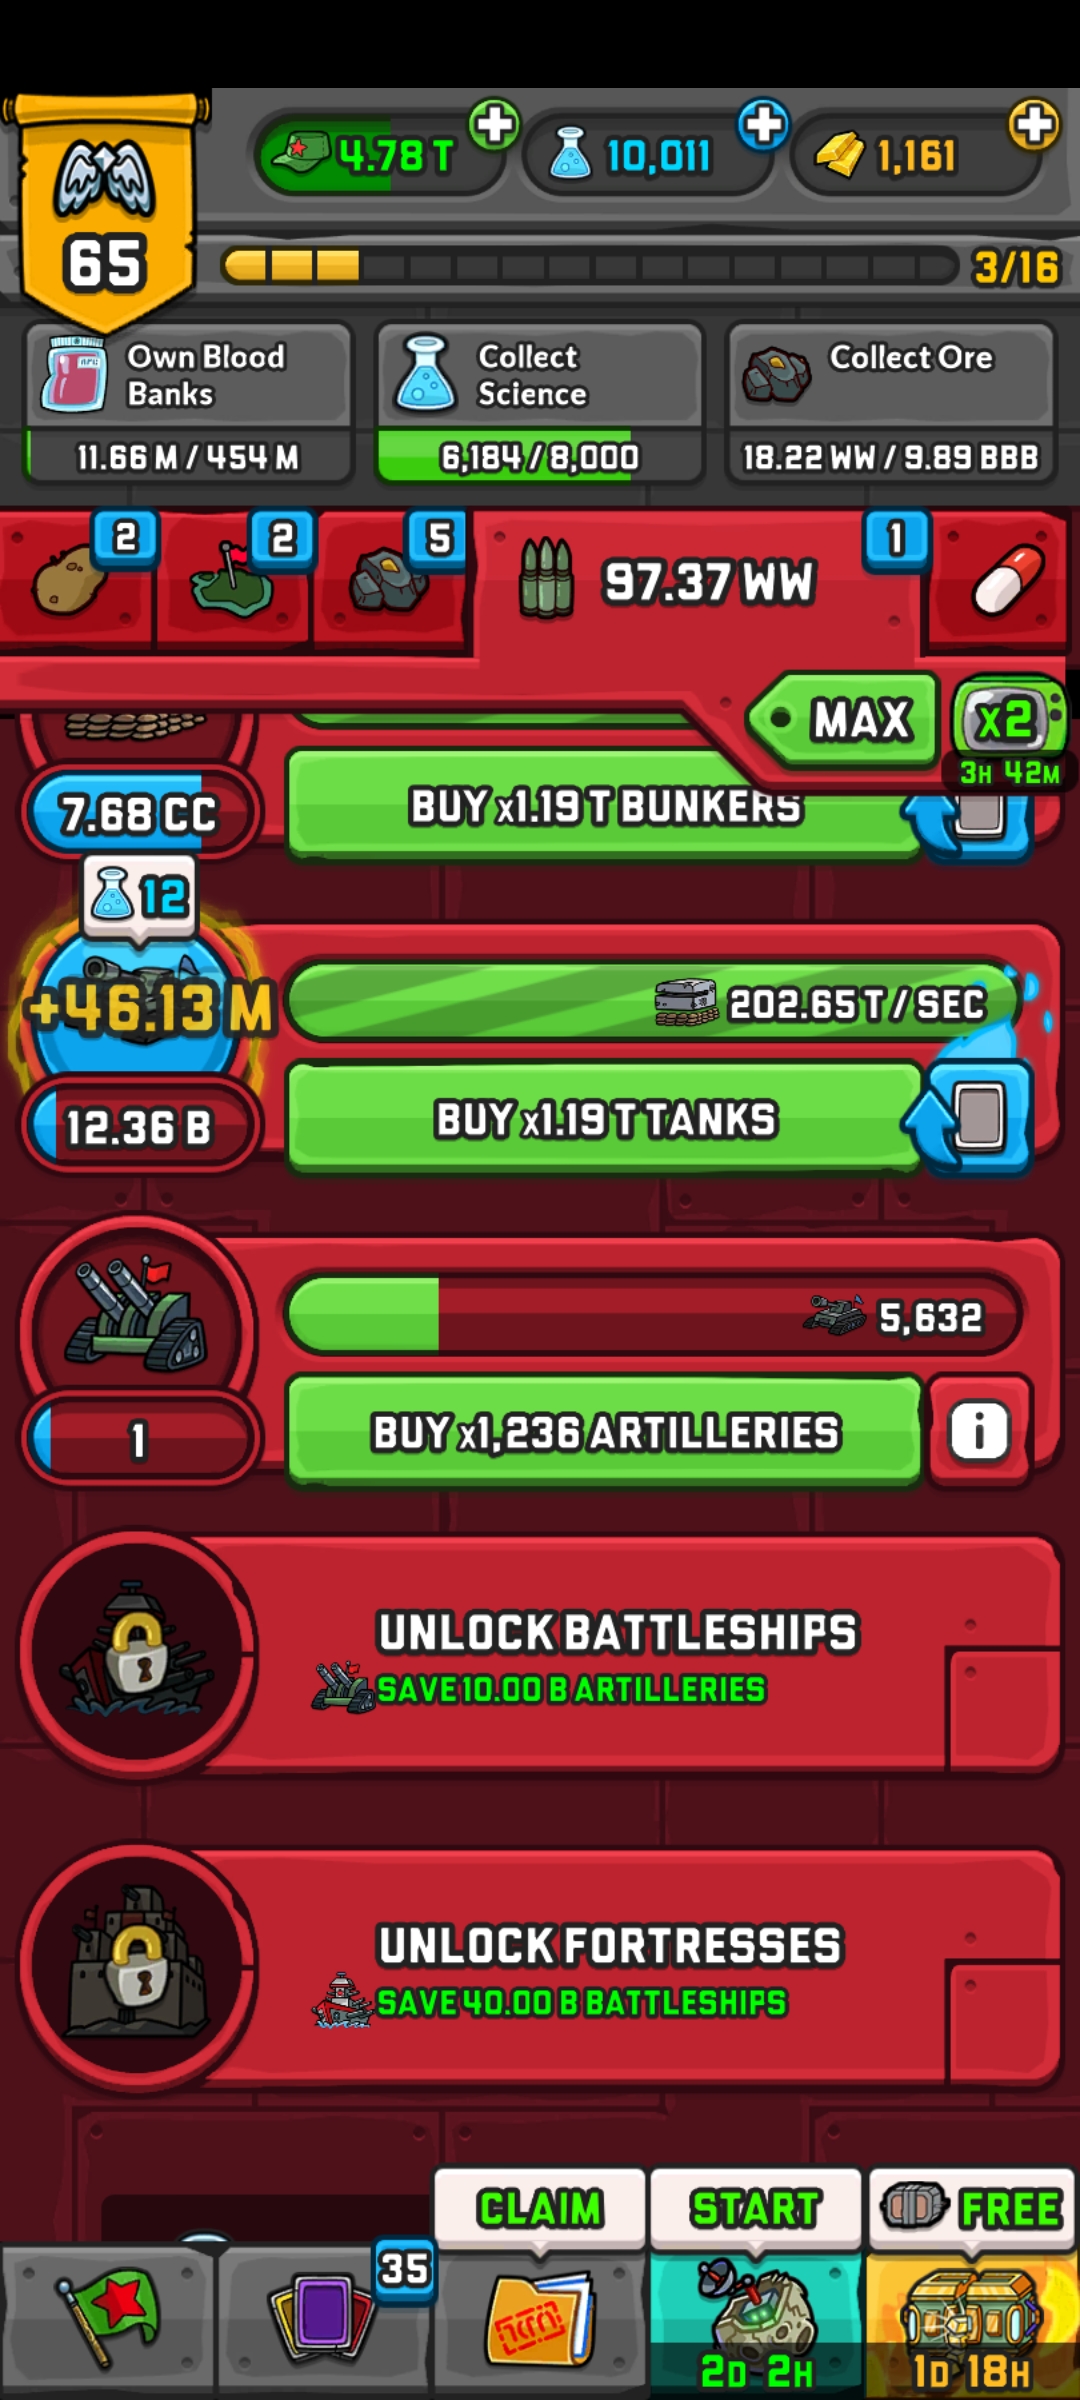 65
4.78 T
10,011
1,161
3/16
Own Blood
Banks
11.66 M / 454 M
Collect
Science
6,184 / 8,000
Collect Ore
18.22 WW / 9.89 BBB
2
2
5
97.37 WW
1
MAX
x2
3H 42M
7.68 CC
BUY x1.19 T BUNKERS
12
+46.13 M
202.65 T / SEC
12.36 B
BUY x1.19 T TANKS
5,632
1
BUY x1,236 ARTILLERIES
i
UNLOCK BATTLESHIPS
SAVE 10.00 B ARTILLERIES
UNLOCK FORTRESSES
SAVE 40.00 B BATTLESHIPS
CLAIM
START
FREE
35
2D 2H
1D 18H